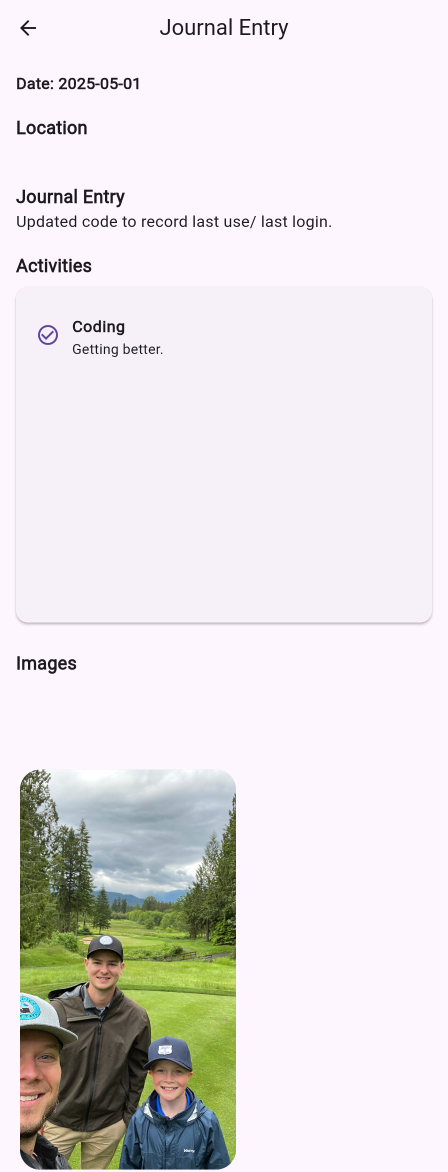 Journal Entry
Date: 2025-05-01
Location
Journal Entry
Updated code to record last use/ last login.
Activities
Coding
Getting better.
Images